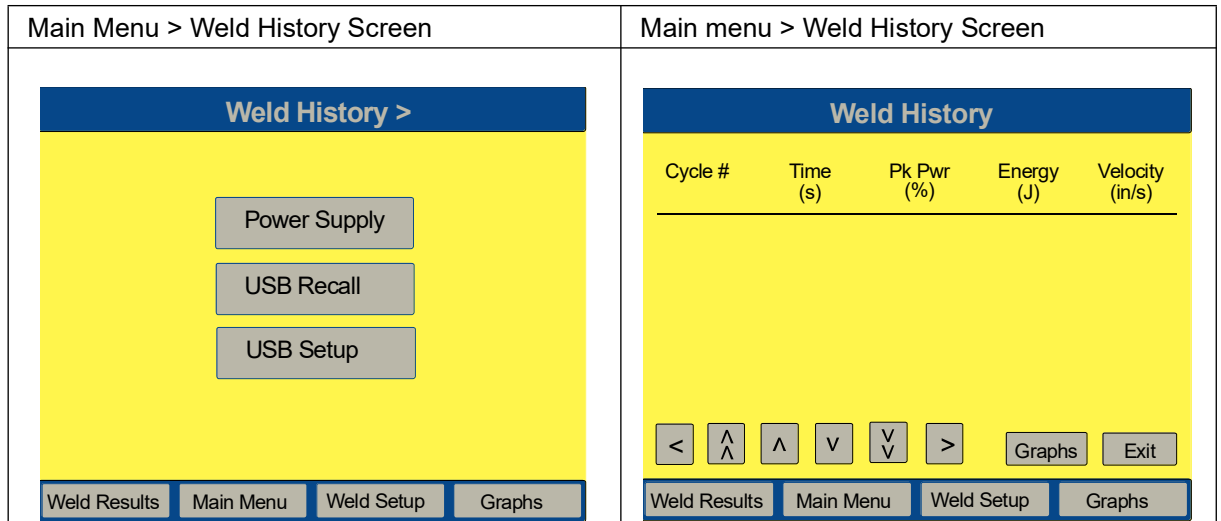 Main Menu > Weld History Screen
Main menu > Weld History Screen
Weld History >
Power Supply
USB Recall
USB Setup
Weld Results Main Menu Weld Setup Graphs
Weld History
Cycle # Time Pk Pwr Energy Velocity
(s) (%) (J) (in/s)
< ^^ ^ v vv > Graphs Exit
Weld Results Main Menu Weld Setup Graphs